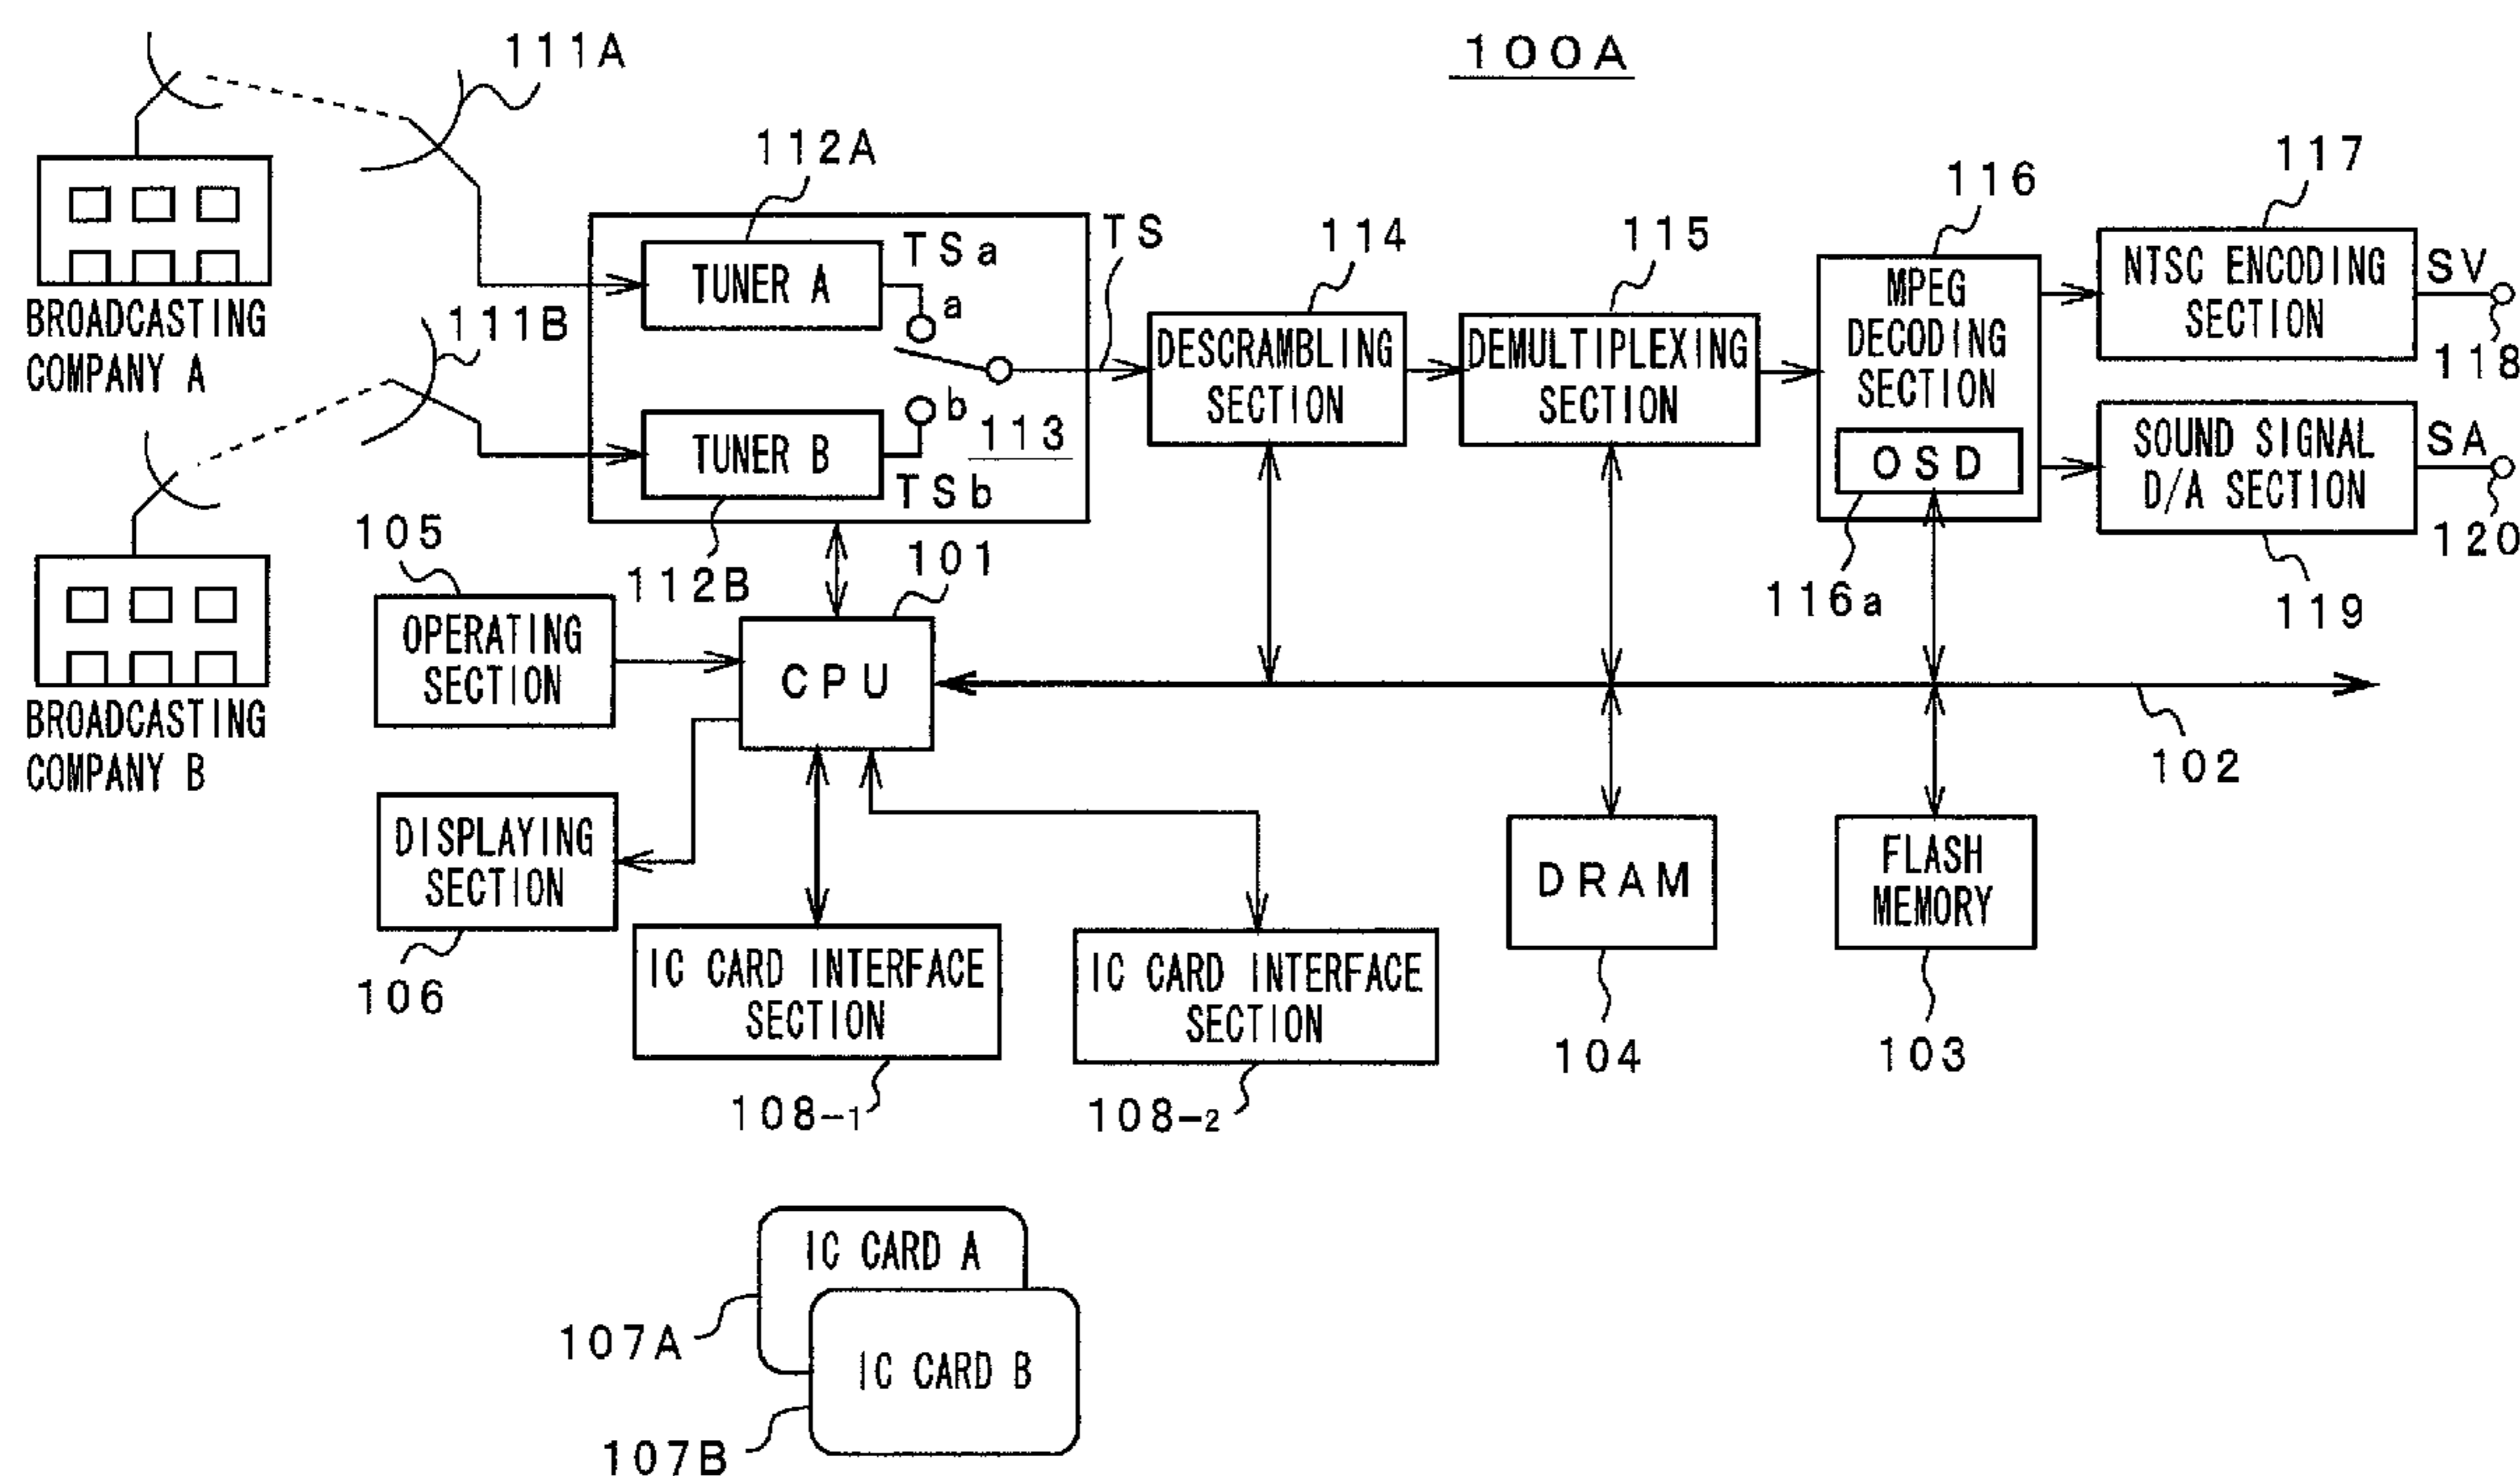 100A
111A
112A
117
116
TSa
TS
114
115
NTSC ENCODING
SECTION
SV
118
TUNER A
a
MPEG
DECODING
SECTION
OSD
BROADCASTING
COMPANY A
111B
DESCRAMBLING
SECTION
DEMULTIPLEXING
SECTION
b
113
TUNER B
TSb
SOUND SIGNAL
D/A SECTION
SA
120
105
112B
101
116a
119
OPERATING
SECTION
CPU
BROADCASTING
COMPANY B
102
DISPLAYING
SECTION
DRAM
FLASH
MEMORY
106
IC CARD INTERFACE
SECTION
IC CARD INTERFACE
SECTION
104
103
108-1
108-2
IC CARD A
107A
IC CARD B
107B